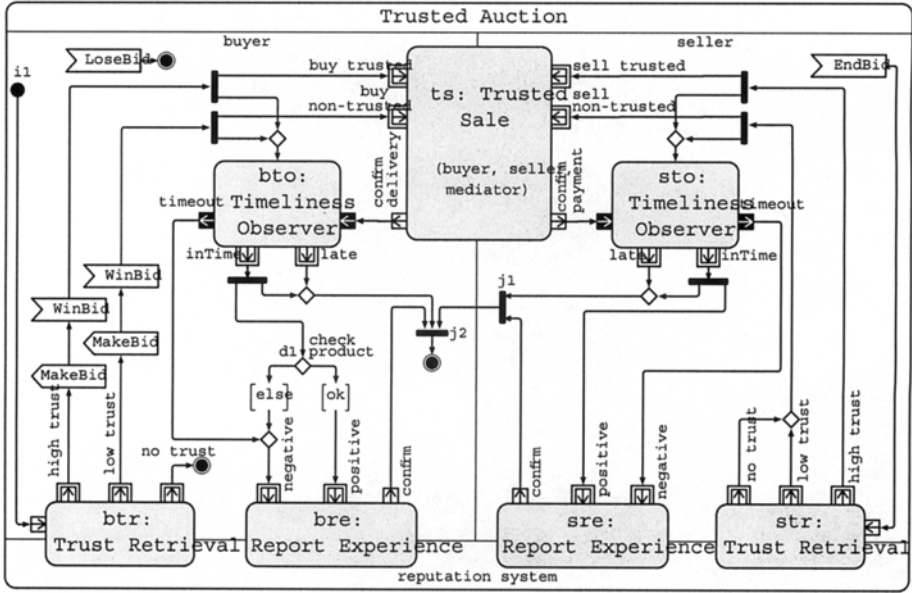 Trusted Auction
buyer
seller
LoseBid
EndBid
i1
buy trusted
sell trusted
buy
non-trusted
sell
non-trusted
ts: Trusted
Sale
(buyer, seller,
mediator)
confirm
delivery
confirm
payment
bto:
Timeliness
Observer
sto:
Timeliness
Observer
timeout
timeout
inTime
late
late
inTime
WinBid
WinBid
MakeBid
MakeBid
j1
j2
check
product
d1
[else]
[ok]
high trust
low trust
no trust
negative
positive
confirm
confirm
positive
negative
no trust
low trust
high trust
btr:
Trust Retrieval
bre:
Report Experience
sre:
Report Experience
str:
Trust Retrieval
reputation system